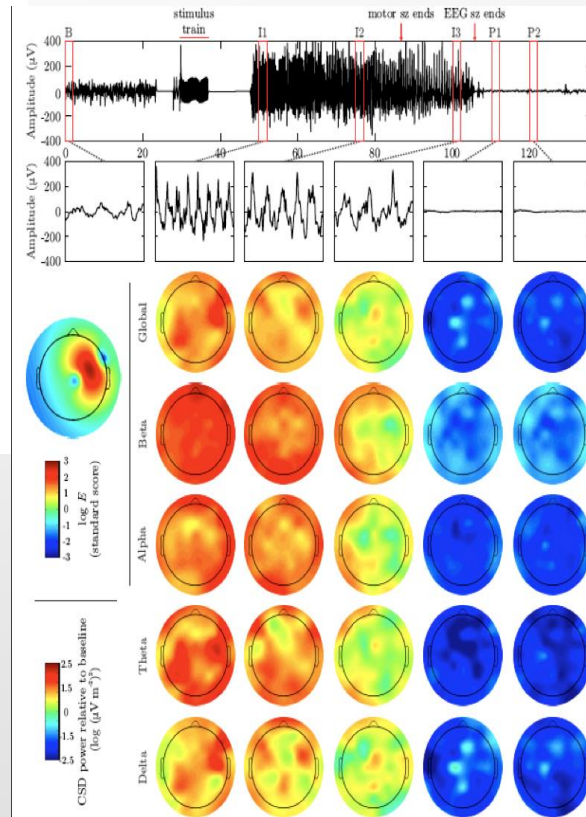 stimulus train
motor sz ends
EEG sz ends
B
I1
I2
I3
P1
P2
Amplitude (μV)
400
200
0
-200
-400
0
20
40
60
80
100
120
Amplitude (μV)
400
200
0
-200
-400
Global
Beta
Alpha
Theta
Delta
3
2
1
0
-1
-2
-3
log E
(standard score)
2.5
1.5
0
-1.5
-2.5
CSD power relative to baseline
(log (μV m⁻²)²)